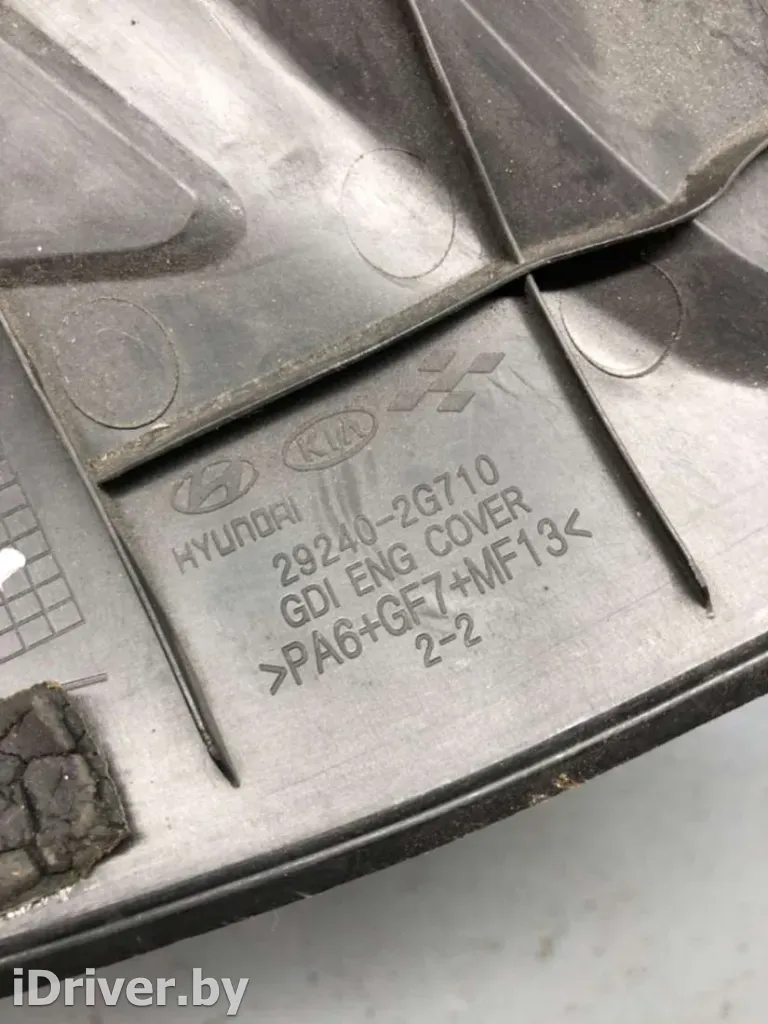 KIA
HYUNDAI
29240-2G710
GDI ENG COVER
>PA6+GF7+MF13<
2-2
iDriver.by